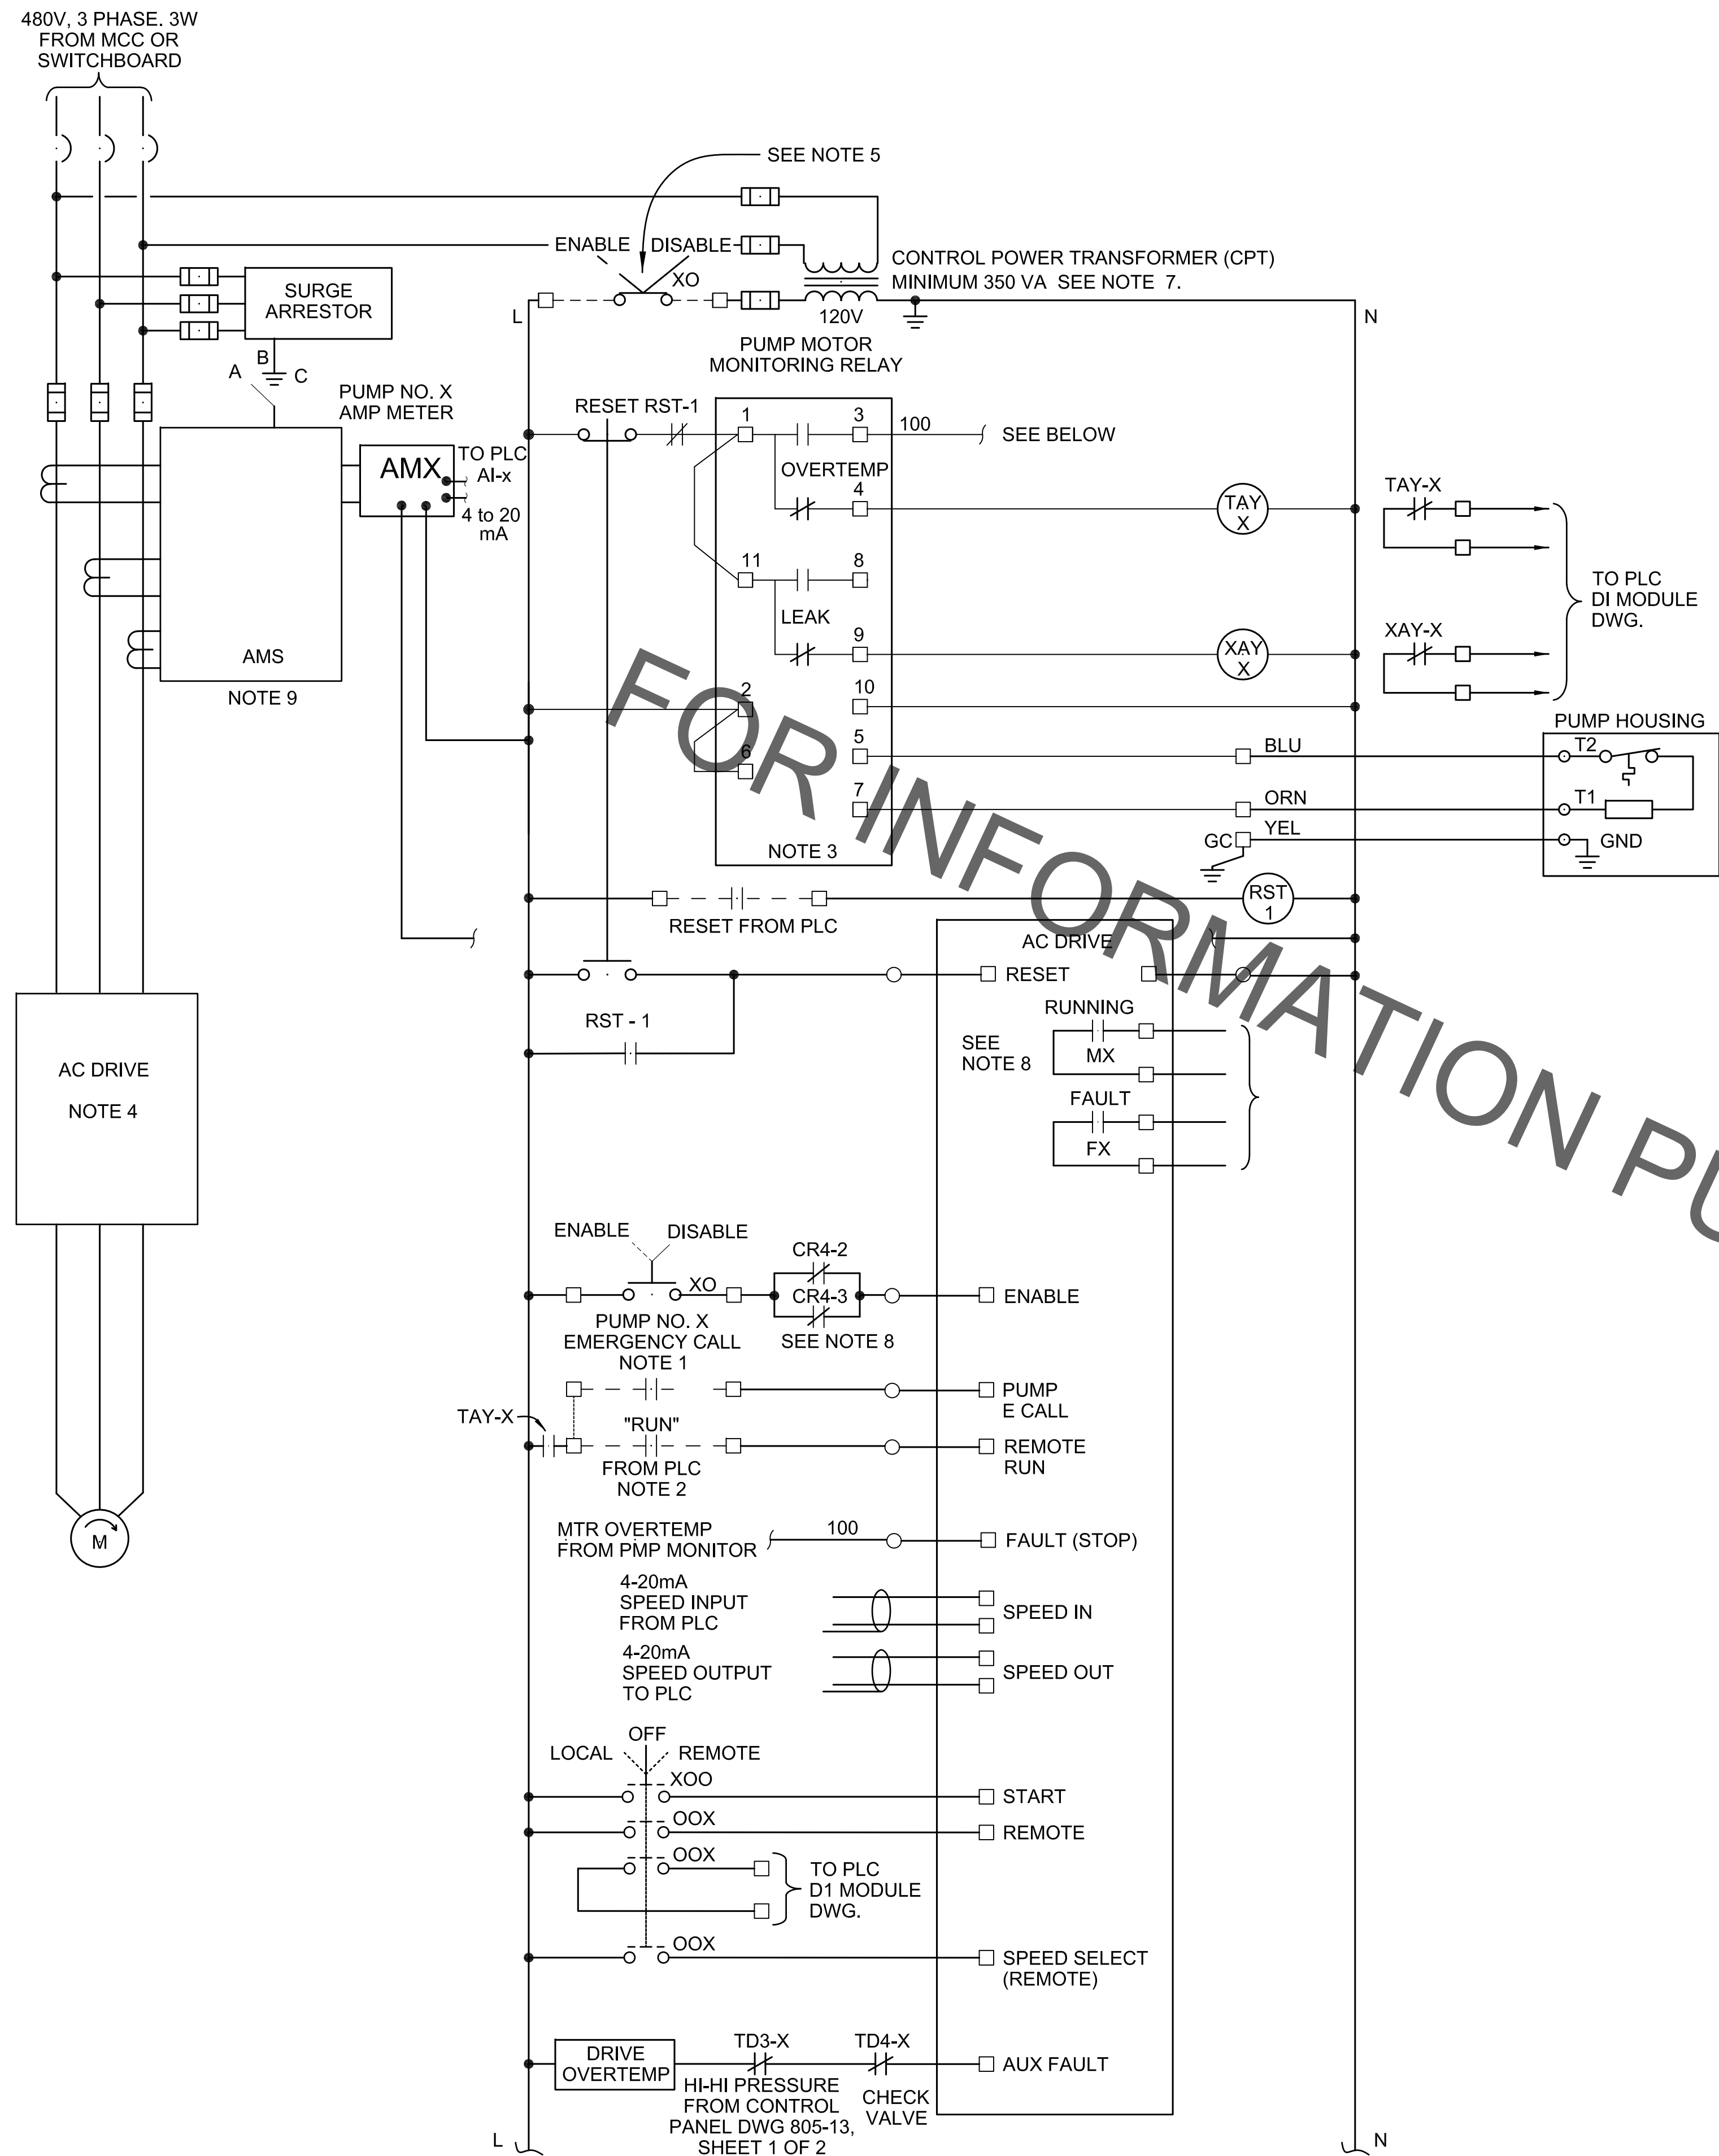 480V, 3 PHASE. 3W
FROM MCC OR
SWITCHBOARD
SEE NOTE 5
ENABLE DISABLE
XO
CONTROL POWER TRANSFORMER (CPT)
MINIMUM 350 VA SEE NOTE 7.
SURGE
ARRESTOR
L
120V
N
A
B
C
PUMP MOTOR
MONITORING RELAY
PUMP NO. X
AMP METER
AMX
TO PLC
AI-x
4 to 20
mA
RESET RST-1
1
3
100
SEE BELOW
OVERTEMP
4
TAY
X
TAY-X
11
8
LEAK
9
XAY
X
XAY-X
TO PLC
DI MODULE
DWG.
AMS
NOTE 9
2
10
6
5
BLU
7
ORN
YEL
GC
NOTE 3
PUMP HOUSING
T2
T1
GND
RESET FROM PLC
RST
1
AC DRIVE
RESET
RST - 1
RUNNING
MX
SEE
NOTE 8
FAULT
FX
AC DRIVE
NOTE 4
M
ENABLE DISABLE
XO
CR4-2
CR4-3
SEE NOTE 8
ENABLE
PUMP NO. X
EMERGENCY CALL
NOTE 1
PUMP
E CALL
TAY-X
"RUN"
FROM PLC
NOTE 2
REMOTE
RUN
MTR OVERTEMP
FROM PMP MONITOR
100
FAULT (STOP)
4-20mA
SPEED INPUT
FROM PLC
SPEED IN
4-20mA
SPEED OUTPUT
TO PLC
SPEED OUT
OFF
LOCAL REMOTE
XOO
START
OOX
REMOTE
OOX
TO PLC
D1 MODULE
DWG.
OOX
SPEED SELECT
(REMOTE)
DRIVE
OVERTEMP
TD3-X
HI-HI PRESSURE
FROM CONTROL
PANEL DWG 805-13,
SHEET 1 OF 2
TD4-X
CHECK
VALVE
AUX FAULT
L
N
FOR INFORMATION